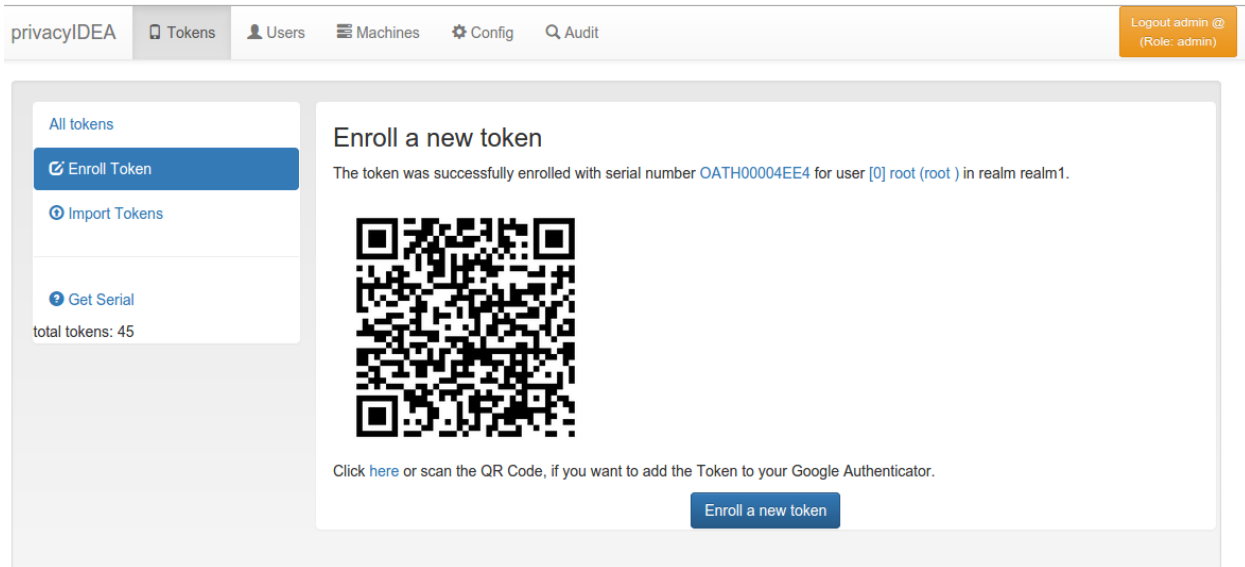 privacyIDEA Tokens Users Machines Config Audit
Logout admin @
(Role: admin)
All tokens
Enroll Token
Import Tokens
Get Serial
total tokens: 45
Enroll a new token
The token was successfully enrolled with serial number OATH00004EE4 for user [0] root (root ) in realm realm1.
Click here or scan the QR Code, if you want to add the Token to your Google Authenticator.
Enroll a new token